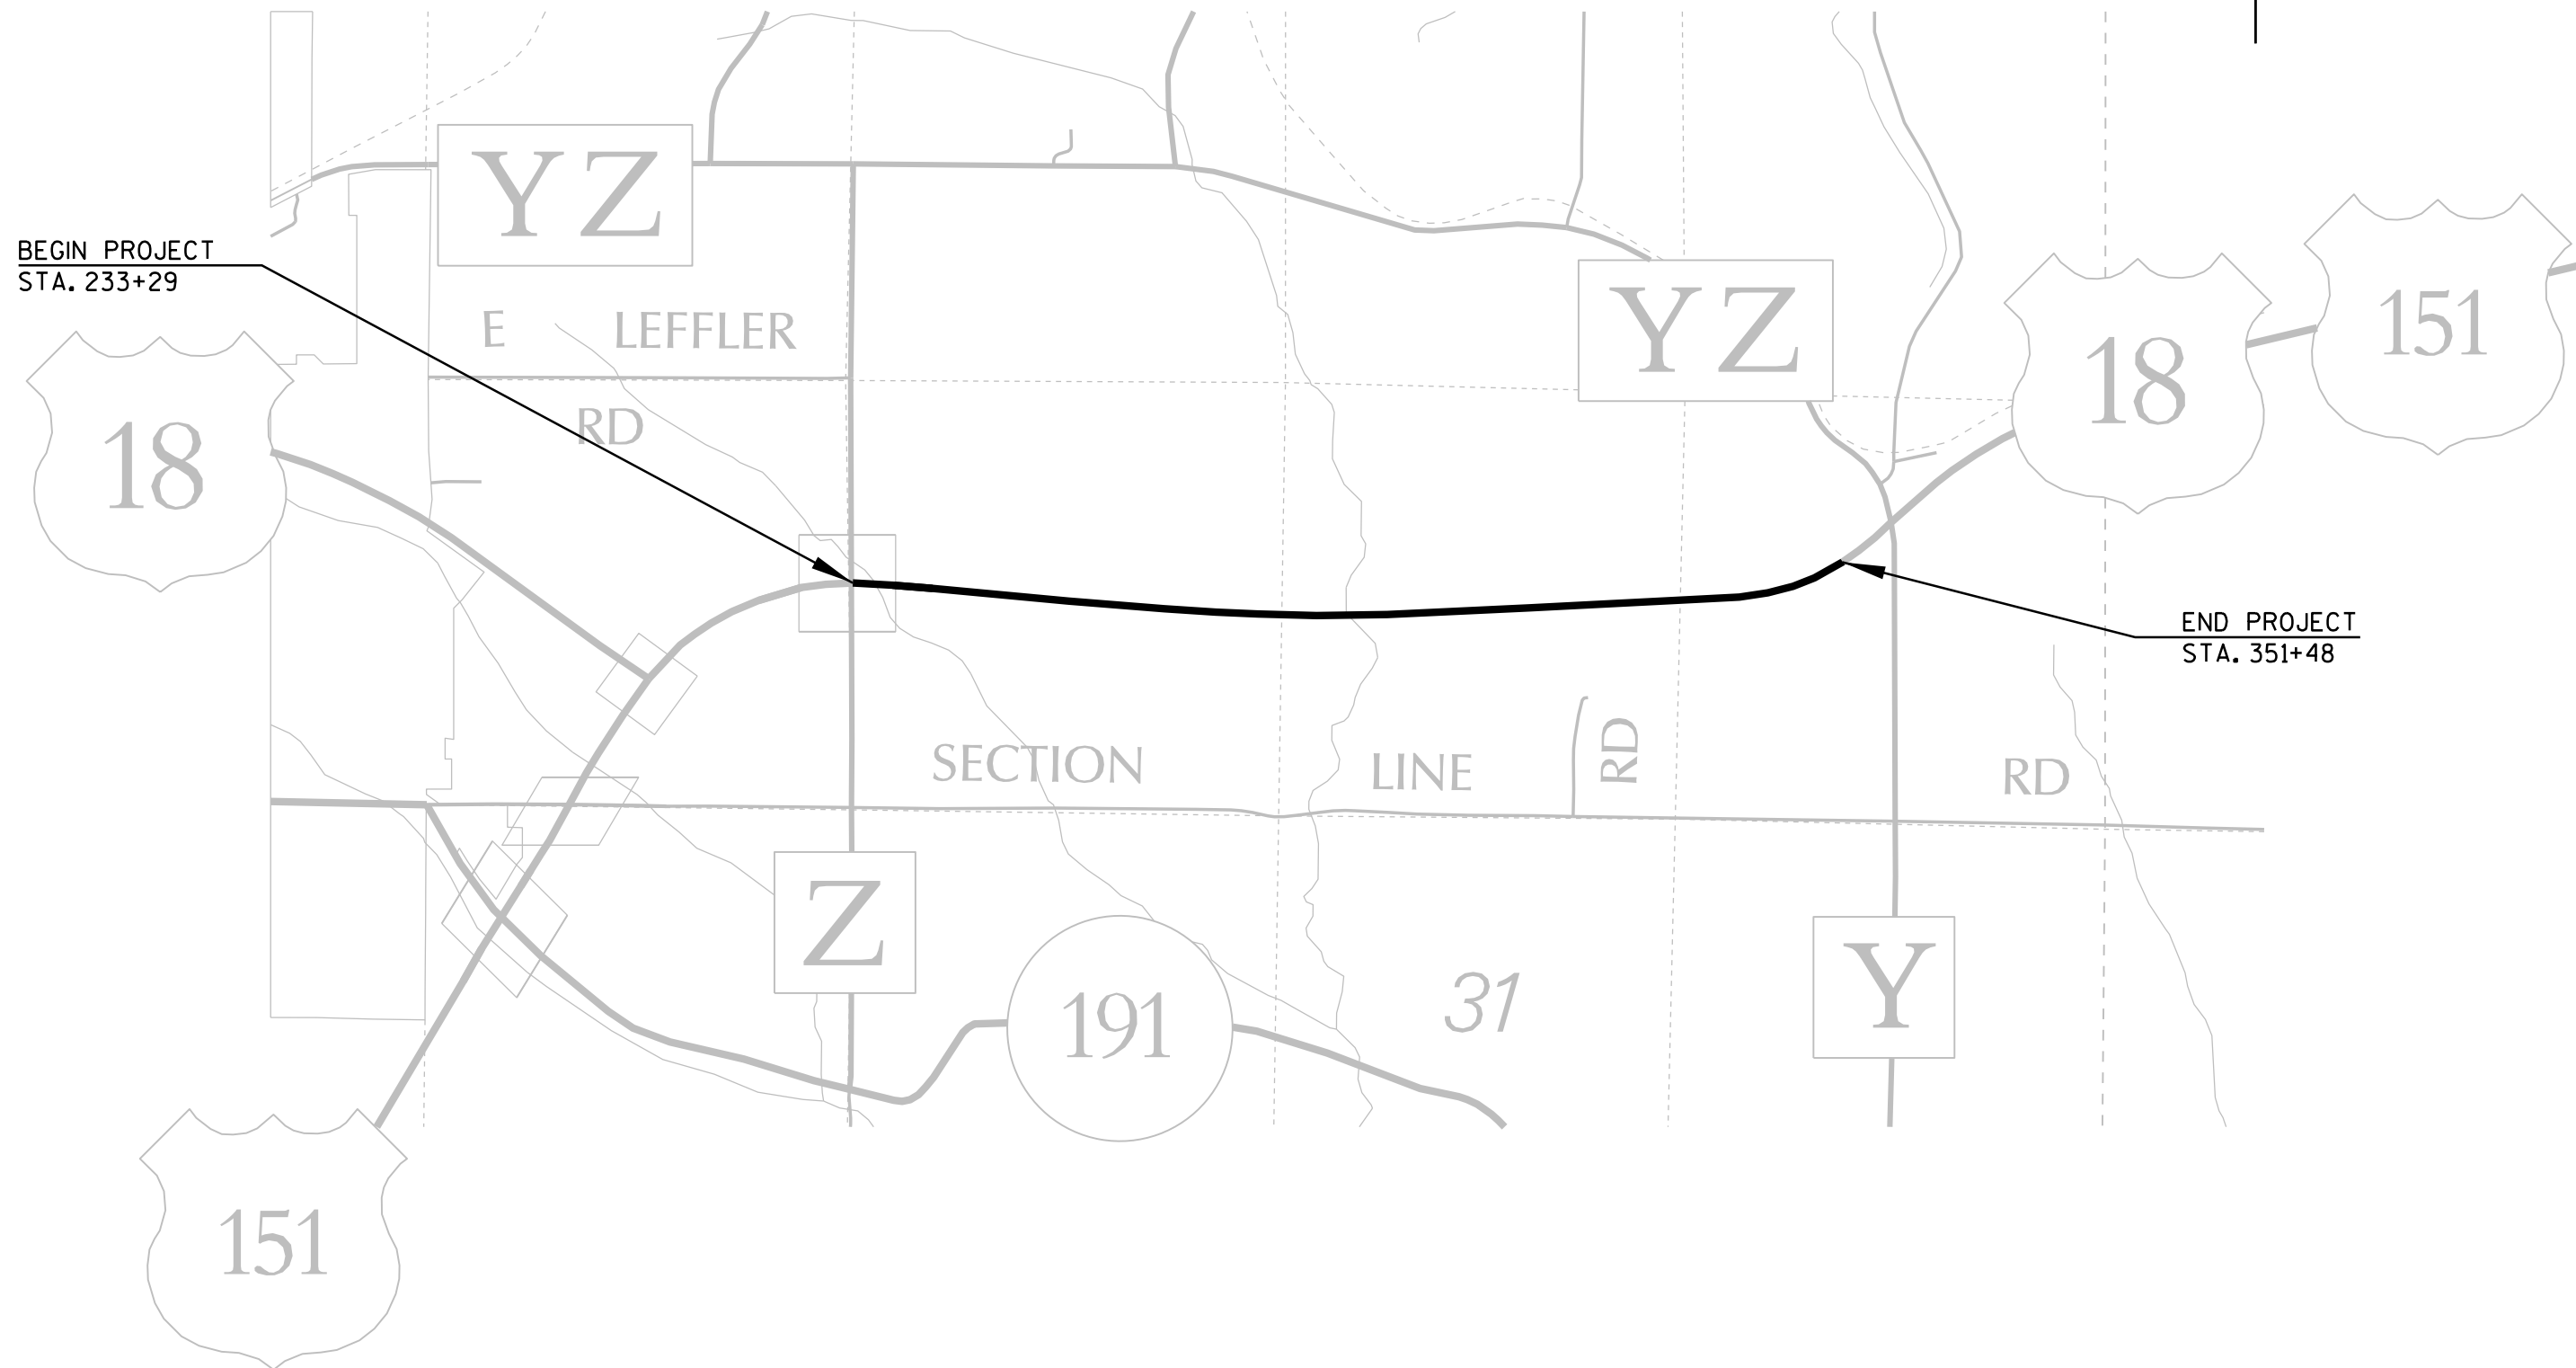 YZ
BEGIN PROJECT
STA. 233+29
E LEFFLER
RD
YZ
18
151
18
END PROJECT
STA. 351+48
SECTION LINE RD
RD
Z
191
31
Y
151